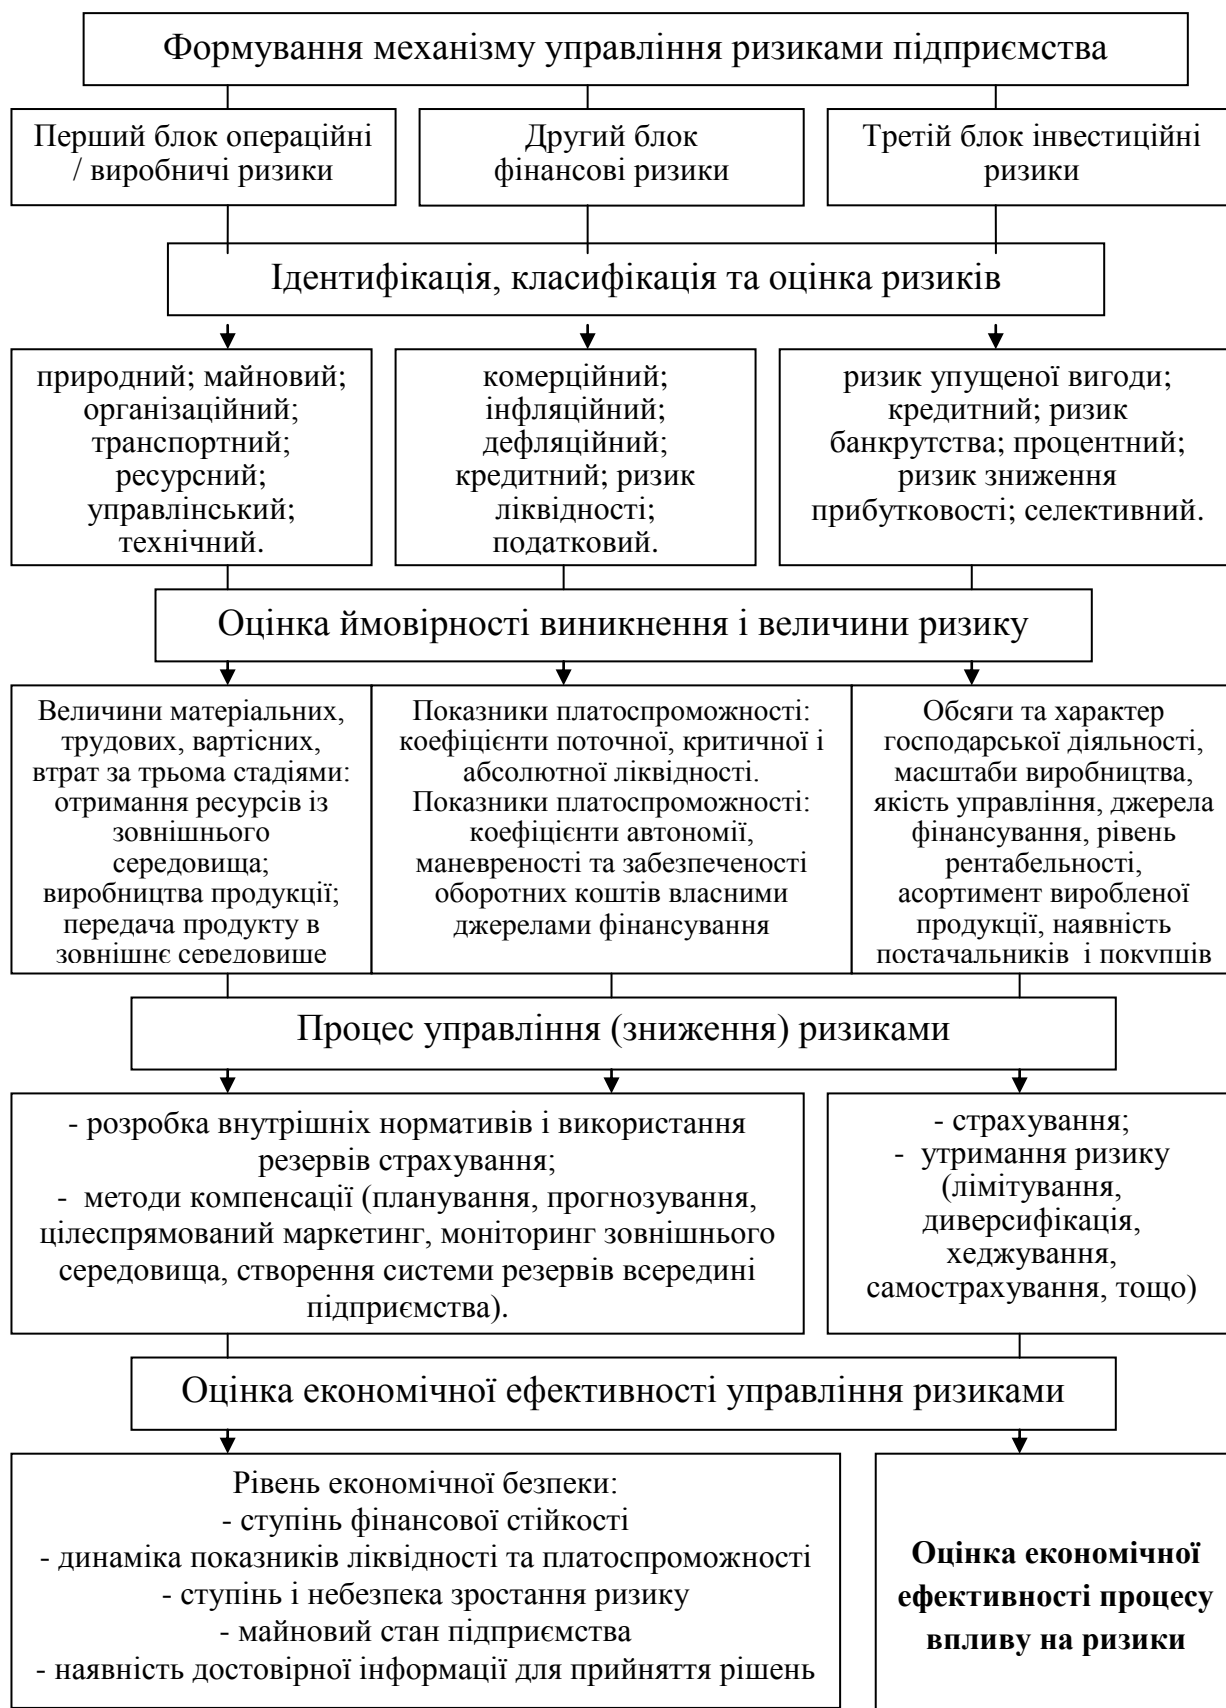 Формування механізму управління ризиками підприємства
Перший блок операційні
/ виробничі ризики
Другий блок
фінансові ризики
Третій блок інвестиційні
ризики
Ідентифікація, класифікація та оцінка ризиків
природний; майновий;
організаційний;
транспортний;
ресурсний;
управлінський;
технічний.
комерційний;
інфляційний;
дефляційний;
кредитний; ризик
ліквідності;
податковий.
ризик упущеної вигоди;
кредитний; ризик
банкрутства; процентний;
ризик зниження
прибутковості; селективний.
Оцінка ймовірності виникнення і величини ризику
Величини матеріальних,
трудових, вартісних,
втрат за трьома стадіями:
отримання ресурсів із
зовнішнього
середовища;
виробництва продукції;
передача продукту в
зовнішнє середовище
Показники платоспроможності:
коефіцієнти поточної, критичної і
абсолютної ліквідності.
Показники платоспроможності:
коефіцієнти автономії,
маневреності та забезпеченості
оборотних коштів власними
джерелами фінансування
Обсяги та характер
господарської діяльності,
масштаби виробництва,
якість управління, джерела
фінансування, рівень
рентабельності,
асортимент виробленої
продукції, наявність
постачальників і покупців
Процес управління (зниження) ризиками
- розробка внутрішніх нормативів і використання
резервів страхування;
- методи компенсації (планування, прогнозування,
цілеспрямований маркетинг, моніторинг зовнішнього
середовища, створення системи резервів всередині
підприємства).
- страхування;
- утримання ризику
(лімітування,
диверсифікація,
хеджування,
самострахування, тощо)
Оцінка економічної ефективності управління ризиками
Рівень економічної безпеки:
- ступінь фінансової стійкості
- динаміка показників ліквідності та платоспроможності
- ступінь і небезпека зростання ризику
- майновий стан підприємства
- наявність достовірної інформації для прийняття рішень
Оцінка економічної
ефективності процесу
впливу на ризики